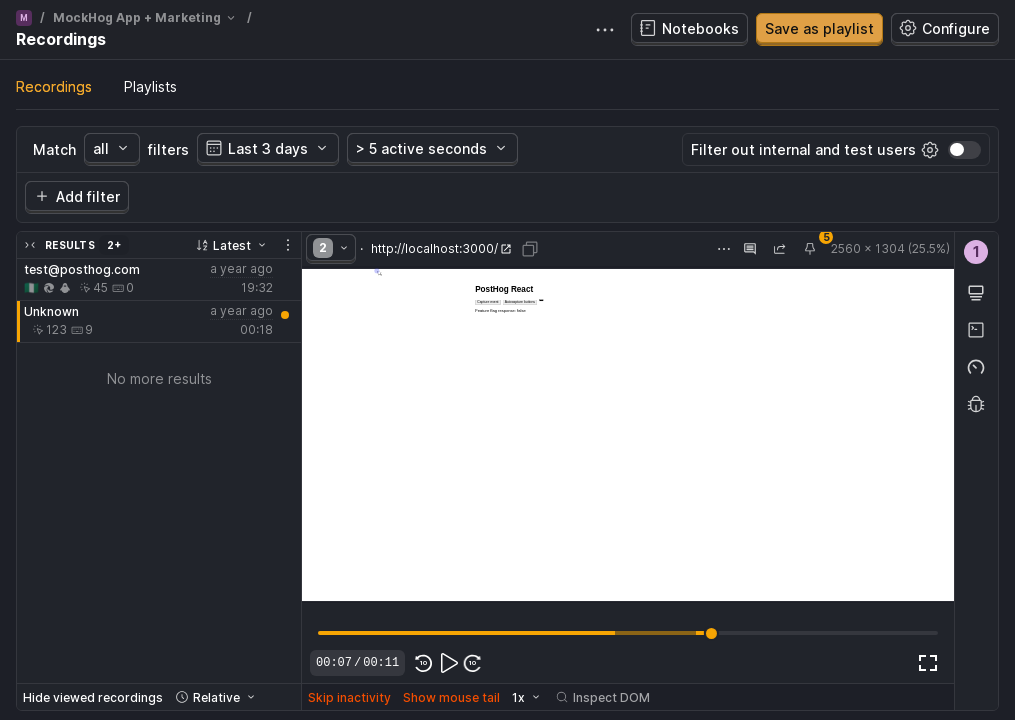 M / MockHog App + Marketing /
Recordings
Notebooks
Save as playlist
Configure
Recordings
Playlists
Match all filters Last 3 days > 5 active seconds
Filter out internal and test users
Add filter
RESULTS 2+ Latest
test@posthog.com a year ago
45 0 19:32
Unknown a year ago
123 9 00:18
No more results
2 · http://localhost:3000/
5
2560 × 1304 (25.5%)
1
PostHog React
Capture event Autocapture buttons
Feature flag response: false
00:07 / 00:11
10
10
Hide viewed recordings Relative
Skip inactivity Show mouse tail 1x Inspect DOM